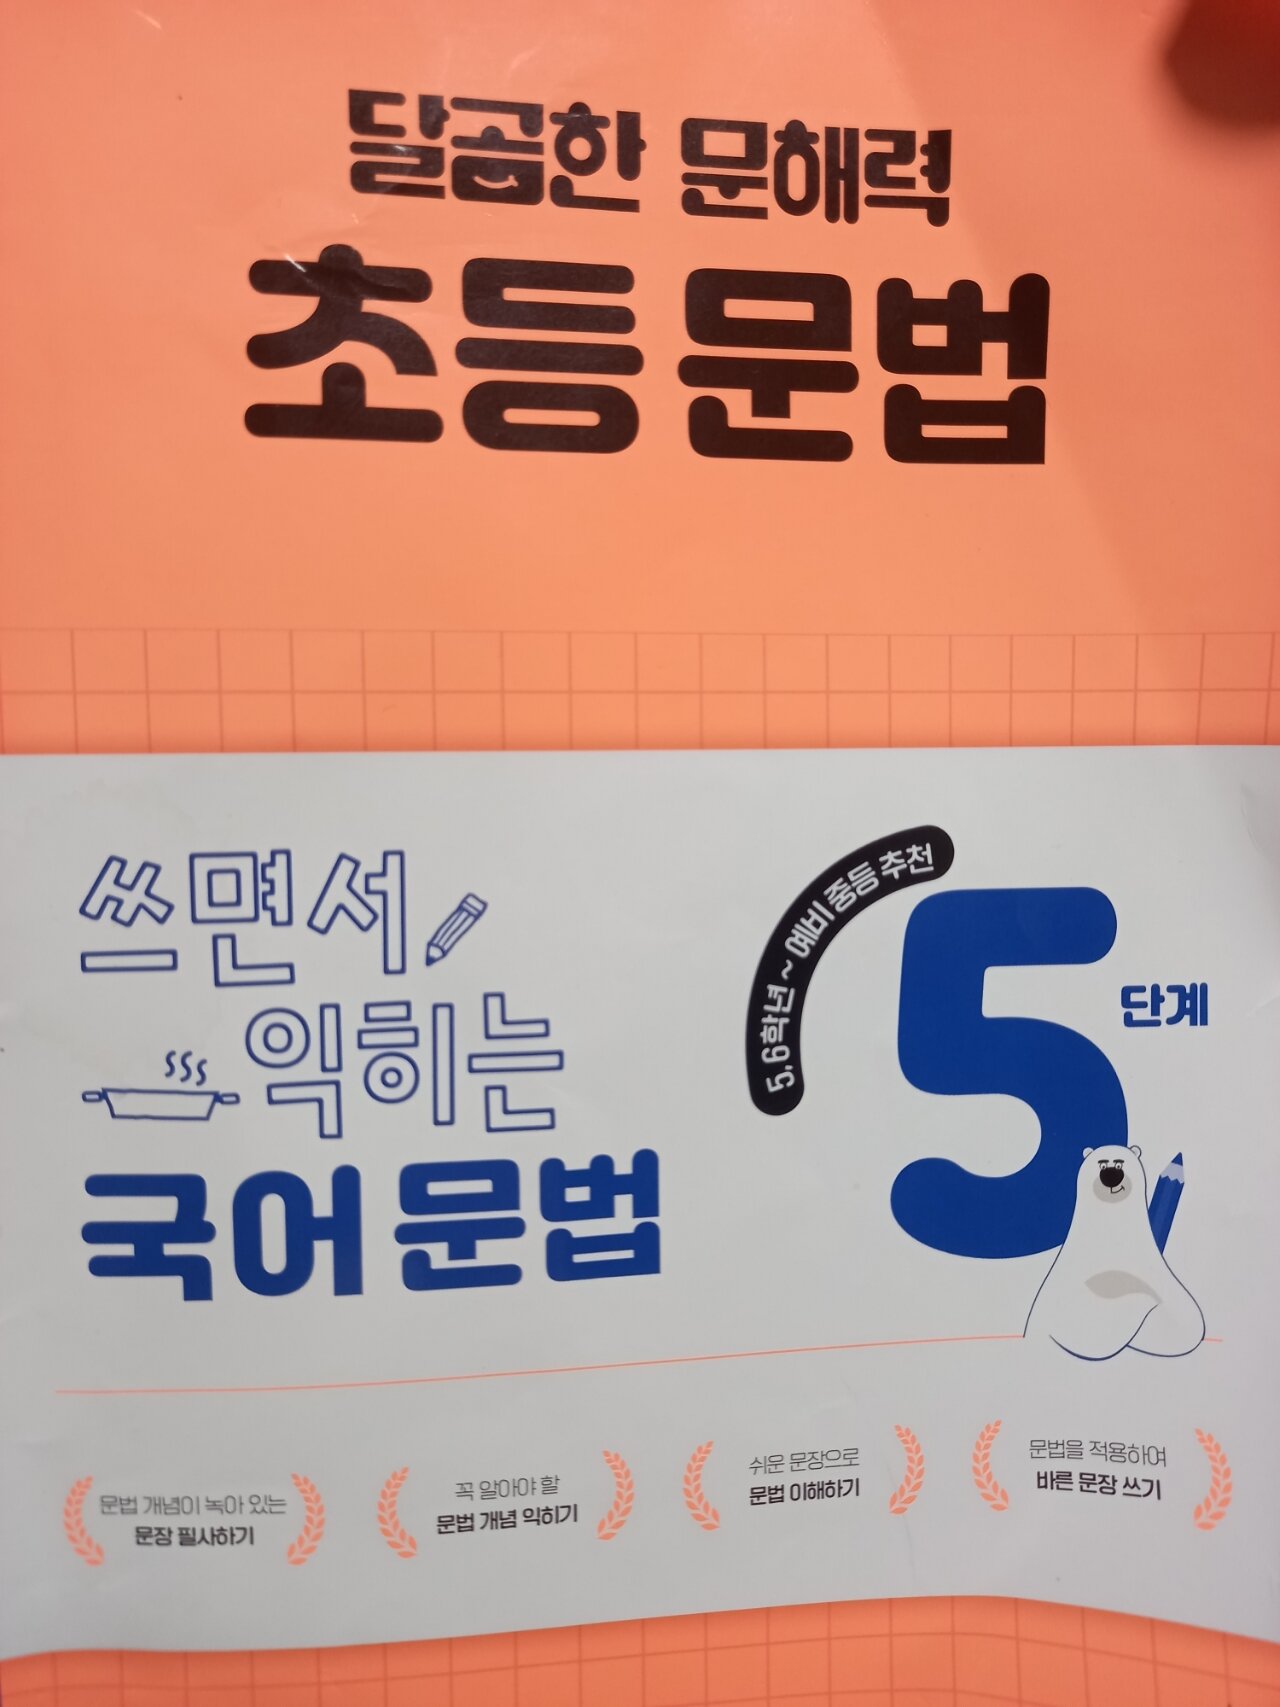 달곰한 문해력
초등 문법
쓰면서
익히는
국어 문법
5, 6학년 ~ 예비 중등 추천
5
단계
문법 개념이 녹아 있는
문장 필사하기
꼭 알아야 할
문법 개념 익히기
쉬운 문장으로
문법 이해하기
문법을 적용하여
바른 문장 쓰기